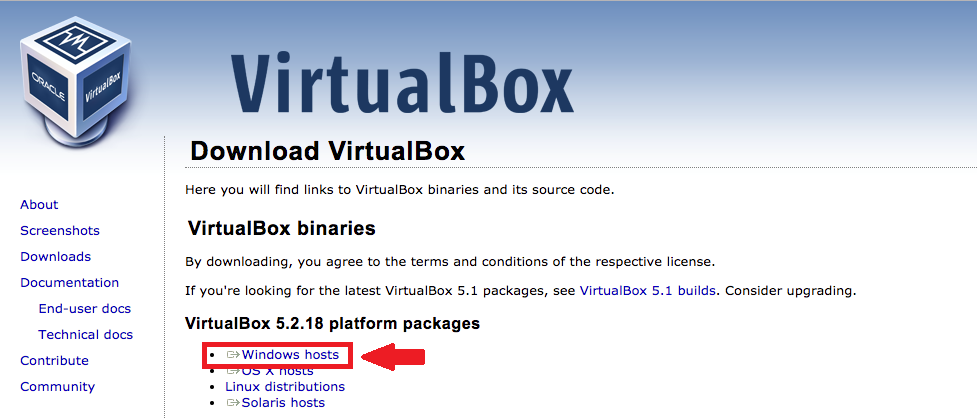 ORACLE
VirtualBox
VirtualBox
Download VirtualBox
Here you will find links to VirtualBox binaries and its source code.
About
Screenshots
Downloads
Documentation
End-user docs
Technical docs
Contribute
Community
VirtualBox binaries
By downloading, you agree to the terms and conditions of the respective license.
If you're looking for the latest VirtualBox 5.1 packages, see VirtualBox 5.1 builds. Consider upgrading.
VirtualBox 5.2.18 platform packages
Windows hosts
OS X hosts
Linux distributions
Solaris hosts